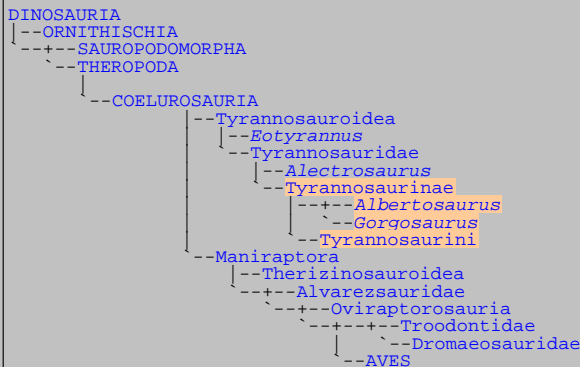 DINOSAURIA
|--ORNITHISCHIA
`--+--SAUROPODOMORPHA
`--THEROPODA
|
`--COELUROSAURIA
|--Tyrannosauroidea
| |--Eotyrannus
| `--Tyrannosauridae
| |--Alectrosaurus
| `--Tyrannosaurinae
| |--+--Albertosaurus
| | `--Gorgosaurus
| `--Tyrannosaurini
`--Maniraptora
|--Therizinosauroidea
`--+--Alvarezsauridae
`--+--Oviraptorosauria
`--+--+--Troodontidae
| `--Dromaeosauridae
`--AVES